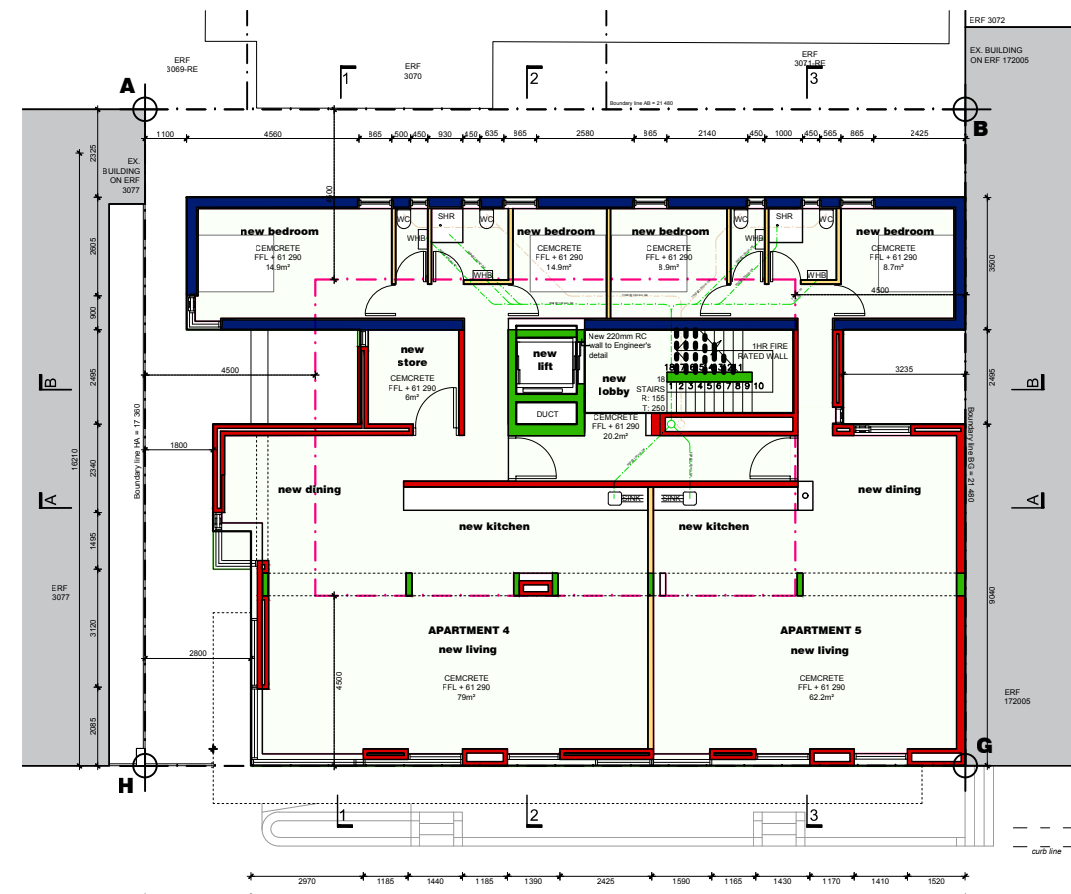 ERF 3072
ERF
3069-RE
ERF
3070
ERF
3071-RE
EX. BUILDING
ON ERF 172005
1
2
3
A
B
Boundary line AB = 21 480
1100
4560
865
500
450
930
450
635
865
2580
865
2140
450
1000
450
565
865
2425
2325
EX.
BUILDING
ON ERF
3077
4500
WC
SHR
WC
WC
SHR
WC
new bedroom
new bedroom
new bedroom
new bedroom
WHB
WHB
CEMCRETE
FFL + 61 290
14.9m²
CEMCRETE
FFL + 61 290
14.9m²
CEMCRETE
FFL + 61 290
8.9m²
CEMCRETE
FFL + 61 290
8.7m²
WHB
WHB
2605
3500
4500
900
New 220mm RC
wall to Engineer's
detail
1HR FIRE
RATED WALL
new
store
CEMCRETE
FFL + 61 290
6m²
new
lift
new
lobby
18
STAIRS
R: 155
T: 250
1 2 3 4 5 6 7 8 9 10
DUCT
CEMCRETE
FFL + 61 290
20.2m²
B
B
4500
3235
2495
2495
Boundary line HA = 17 360
Boundary line BG = 21 480
1800
16210
2340
new dining
new dining
SINK
SINK
A
A
new kitchen
new kitchen
1495
ERF
3077
9040
3120
APARTMENT 4
new living
APARTMENT 5
new living
2800
4500
CEMCRETE
FFL + 61 290
79m²
CEMCRETE
FFL + 61 290
62.2m²
ERF
172005
2085
H
G
1
2
3
curb line
2970
1185
1440
1185
1390
2425
1590
1165
1430
1170
1410
1520